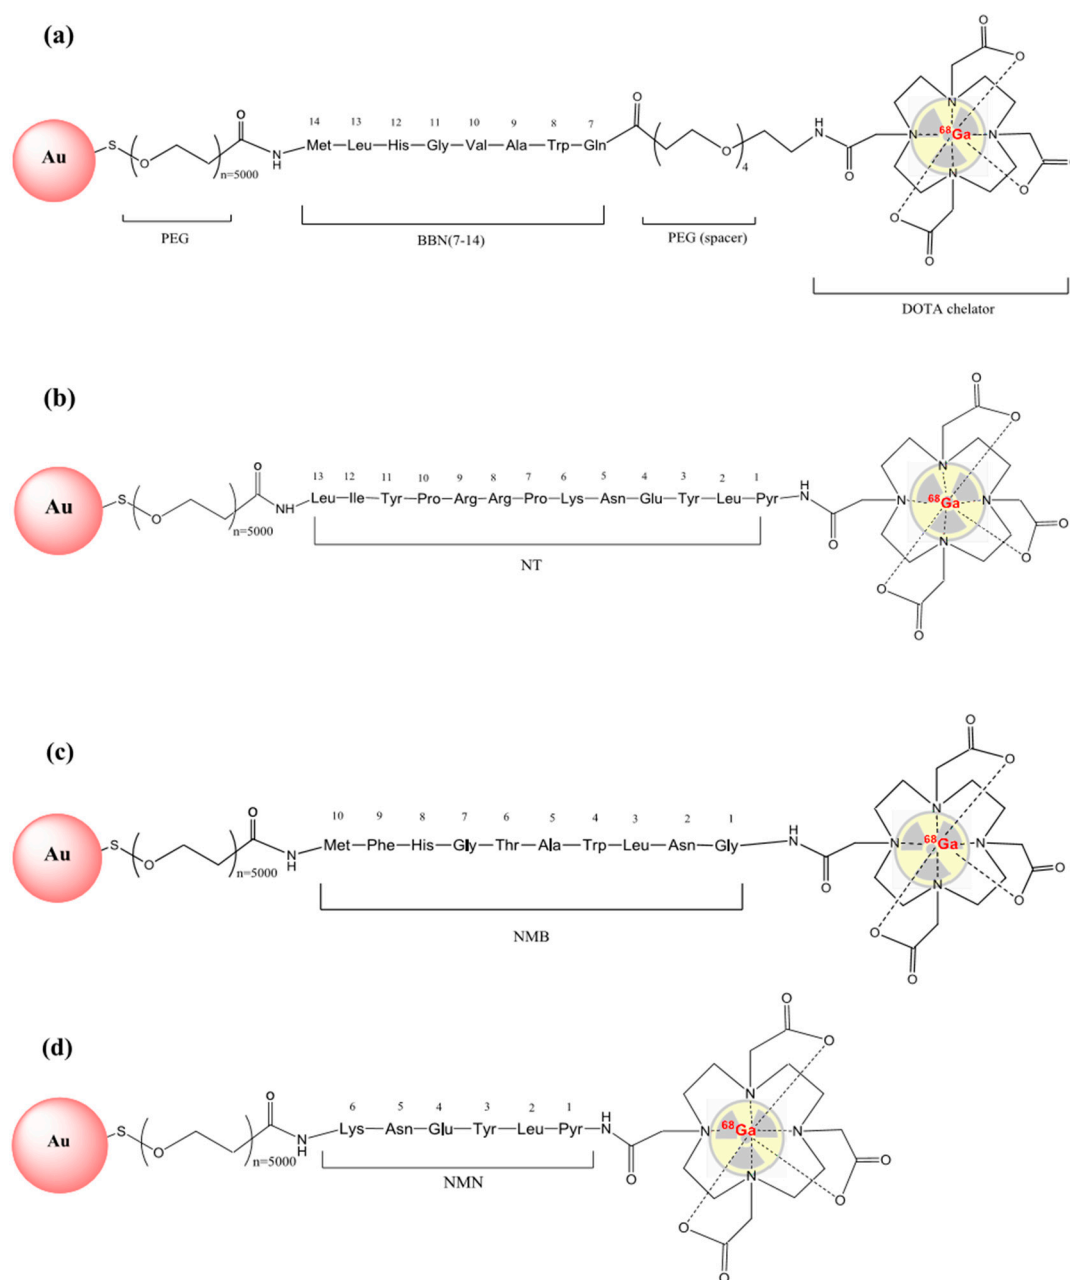 (a)
O
O
O
14 13 12 11 10 9 8 7
N
H
N
68Ga
N
N
Au
S
O
n=5000
N
H
Met Leu His Gly Val Ala Trp Gln
O
4
O
O
O
O
O
N
O
O
PEG
BBN(7-14)
PEG (spacer)
DOTA chelator
(b)
O
O
O
13 12 11 10 9 8 7 6 5 4 3 2 1
N
Au
S
O
n=5000
NH
Leu Ile Tyr Pro Arg Arg Pro Lys Asn Glu Tyr Leu Pyr
H
N
O
N
68Ga
N
O
O
N
O
O
NT
(c)
O
O
O
10 9 8 7 6 5 4 3 2 1
N
Au
S
O
n=5000
N
H
Met Phe His Gly Thr Ala Trp Leu Asn Gly
H
N
O
N
68Ga
N
O
O
N
O
O
NMB
(d)
O
O
O
6 5 4 3 2 1
N
Au
S
O
n=5000
N
H
Lys Asn Glu Tyr Leu Pyr
H
N
O
N
68Ga
N
O
O
N
O
O
NMN